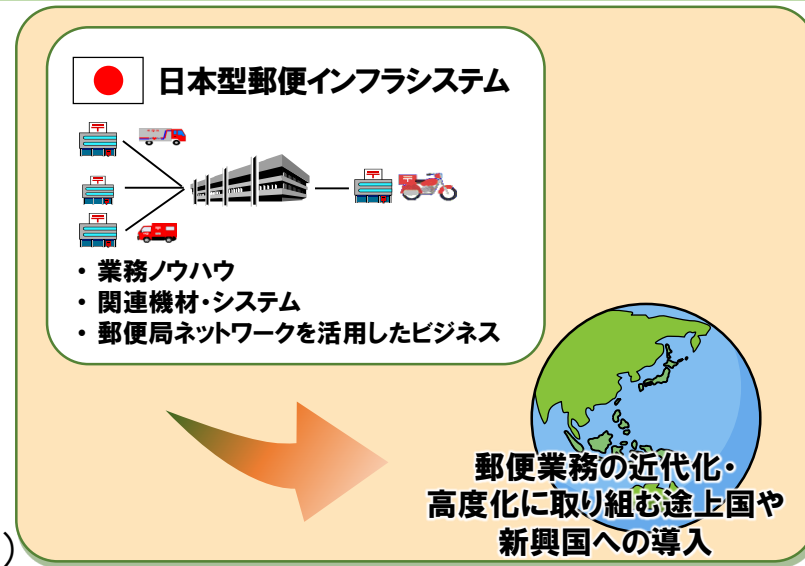 日本型郵便インフラシステム
・ 業務ノウハウ
・ 関連機材・システム
・ 郵便局ネットワークを活用したビジネス
郵便業務の近代化・
高度化に取り組む途上国や
新興国への導入
)